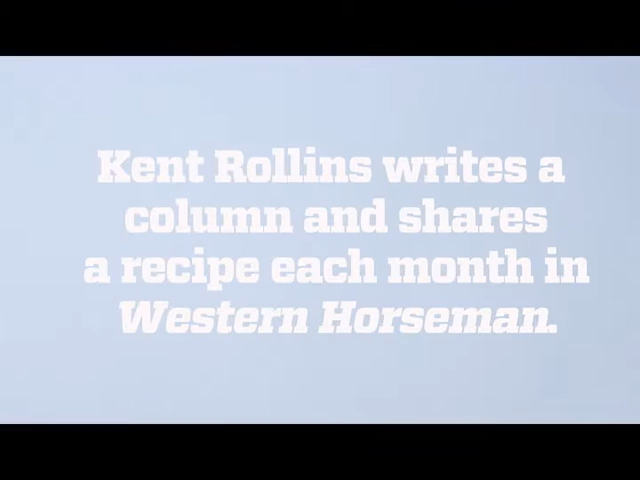 Kent Rollins writes a
column and shares
a recipe each month in
Western Horseman.